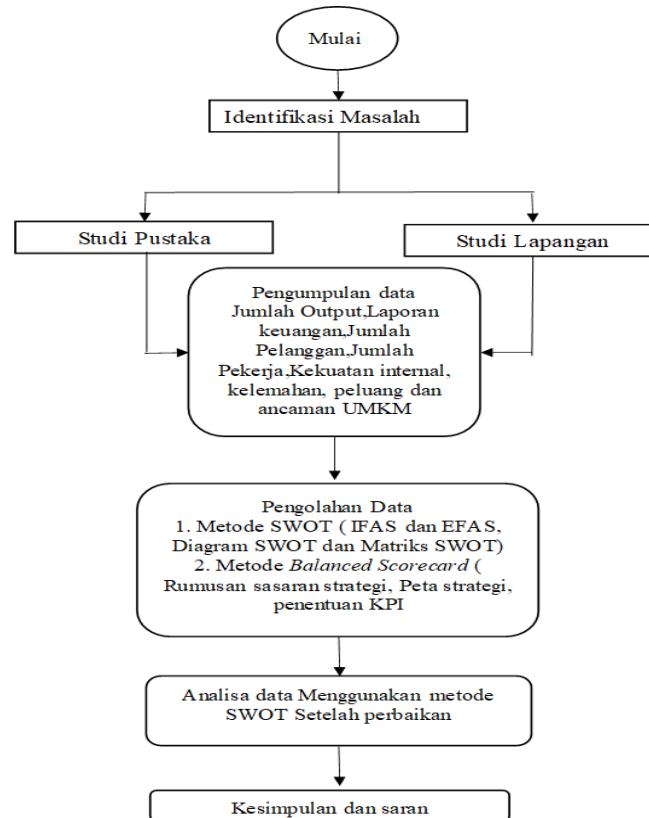 Mulai
Identifikasi Masalah
Studi Pustaka
Studi Lapangan
Pengumpulan data
Jumlah Output,Laporan
keuangan,Jumlah
Pelanggan,Jumlah
Pekerja,Kekuatan internal,
kelemahan, peluang dan
ancaman UMKM
Pengolahan Data
1. Metode SWOT ( IFAS dan EFAS,
Diagram SWOT dan Matriks SWOT)
2. Metode Balanced Scorecard (
Rumusan sasaran strategi, Peta strategi,
penentuan KPI
Analisa data Menggunakan metode
SWOT Setelah perbaikan
Kesimpulan dan saran